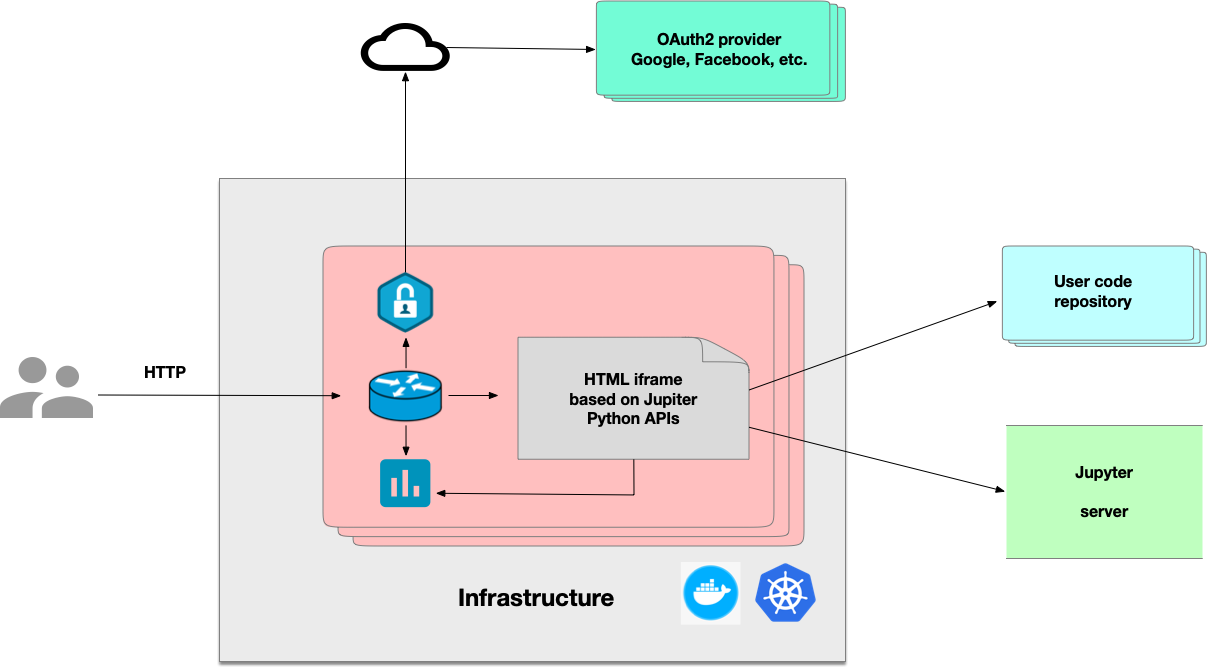 OAuth2 provider
Google, Facebook, etc.
HTTP
HTML iframe
based on Jupiter
Python APIs
User code
repository
Jupyter
server
Infrastructure